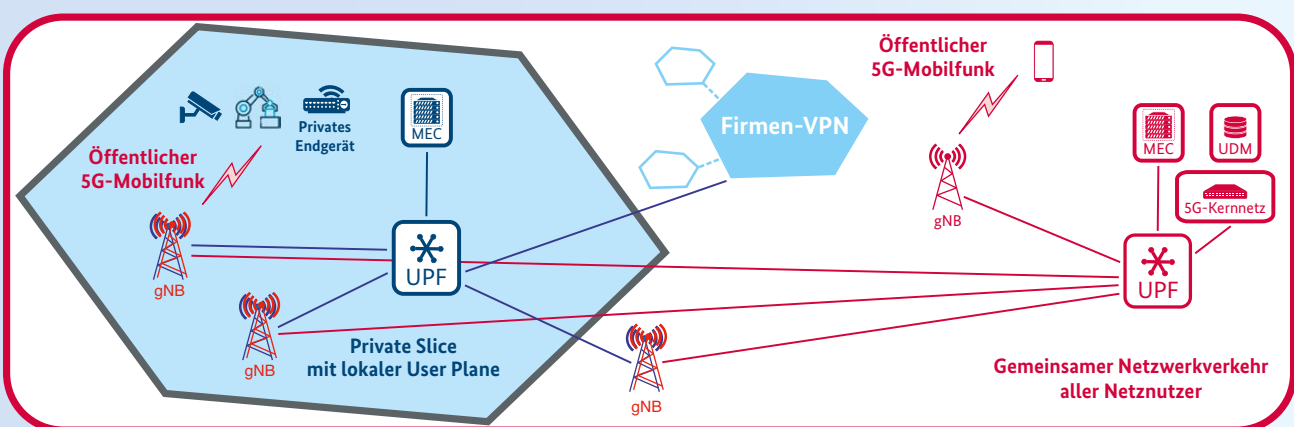 Privates
Endgerät
MEC
Öffentlicher
5G-Mobilfunk
gNB
UPF
gNB
Private Slice
mit lokaler User Plane
Firmen-VPN
gNB
Öffentlicher
5G-Mobilfunk
gNB
MEC
UDM
5G-Kernnetz
UPF
Gemeinsamer Netzwerkverkehr
aller Netznutzer